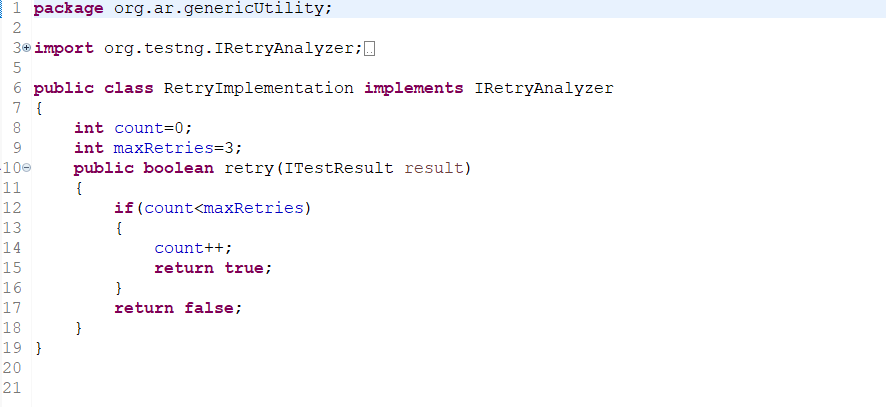 1 package org.ar.genericUtility;
2
3 import org.testng.IRetryAnalyzer;
5
6 public class RetryImplementation implements IRetryAnalyzer
7 {
8     int count=0;
9     int maxRetries=3;
10     public boolean retry(ITestResult result)
11     {
12         if(count<maxRetries)
13         {
14             count++;
15             return true;
16         }
17         return false;
18     }
19 }
20
21